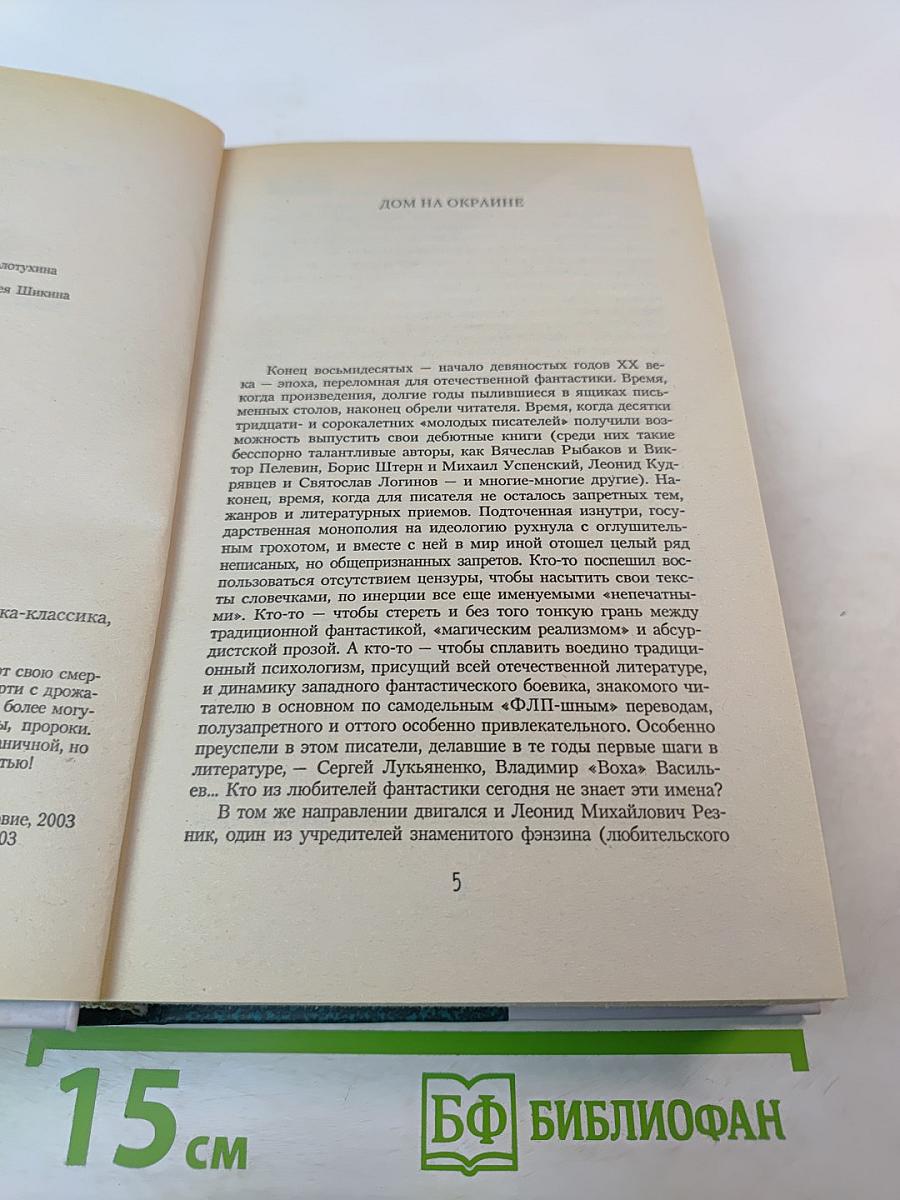 ея Шикина
ка-классика,
т свою смер-
рти с дрожа-
более могу-
ы, пророки.
аничной, но
тью!
вие, 2003
03
ДОМ НА ОКРАИНЕ
Конец восьмидесятых — начало девяностых годов XX ве-
ка — эпоха, переломная для отечественной фантастики. Время,
когда произведения, долгие годы пылившиеся в ящиках пись-
менных столов, наконец обрели читателя. Время, когда десятки
тридцати- и сорокалетних «молодых писателей» получили воз-
можность выпустить свои дебютные книги (среди них такие
бесспорно талантливые авторы, как Вячеслав Рыбаков и Вик-
тор Пелевин, Борис Штерн и Михаил Успенский, Леонид Куд-
рявцев и Святослав Логинов — и многие-многие другие). На-
конец, время, когда для писателя не осталось запретных тем,
жанров и литературных приемов. Подточенная изнутри, госу-
дарственная монополия на идеологию рухнула с оглушитель-
ным грохотом, и вместе с ней в мир иной отошел целый ряд
неписаных, но общепризнанных запретов. Кто-то поспешил вос-
пользоваться отсутствием цензуры, чтобы насытить свои текс-
ты словечками, по инерции все еще именуемыми «непечатны-
ми». Кто-то — чтобы стереть и без того тонкую грань между
традиционной фантастикой, «магическим реализмом» и абсур-
дистской прозой. А кто-то — чтобы сплавить воедино традици-
онный психологизм, присущий всей отечественной литературе,
и динамику западного фантастического боевика, знакомого чи-
тателю в основном по самодельным «ФЛП-шным» переводам,
полузапретного и оттого особенно привлекательного. Особенно
преуспели в этом писатели, делавшие в те годы первые шаги в
литературе, — Сергей Лукьяненко, Владимир «Воха» Василь-
ев... Кто из любителей фантастики сегодня не знает эти имена?
В том же направлении двигался и Леонид Михайлович Рез-
ник, один из учредителей знаменитого фэнзина (любительского
5
15 см
БФ БИБЛИОФАН